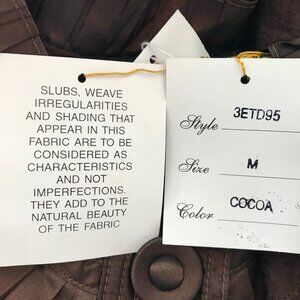 SLUBS, WEAVE
IRREGULARITIES
AND SHADING THAT
APPEAR IN THIS
FABRIC ARE TO BE
CONSIDERED AS
CHARACTERISTICS
AND NOT
IMPERFECTIONS.
THEY ADD TO THE
NATURAL BEAUTY
OF THE FABRIC
Style 3ETD95
Size M
Color COCOA